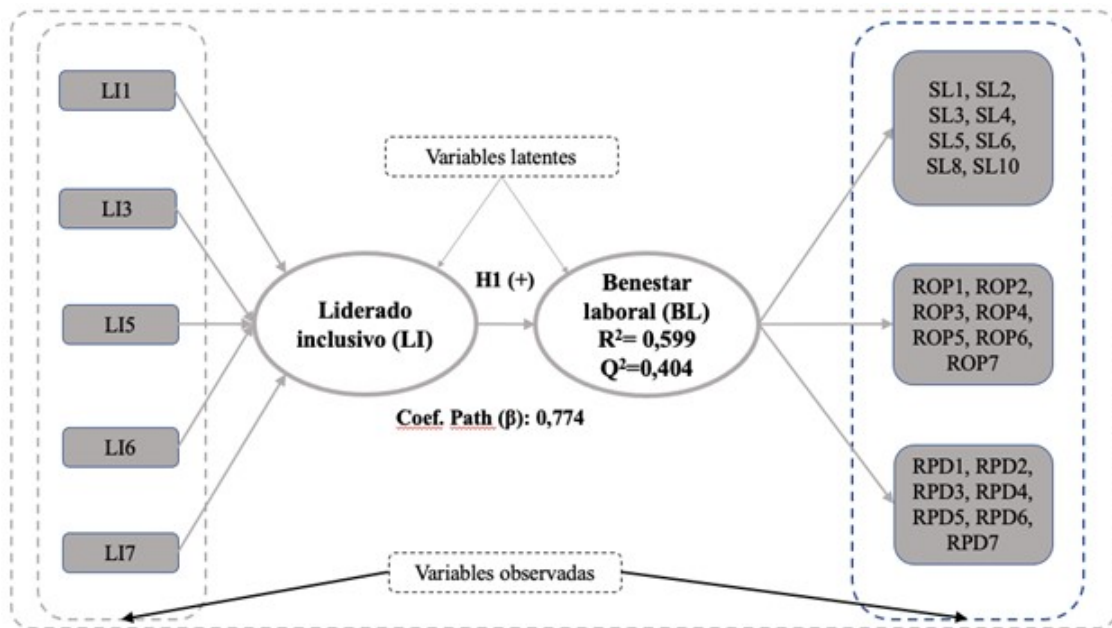 LI1
LI3
LI5
LI6
LI7
Variables latentes
Liderado
inclusivo (LI)
H1 (+)
Benestar
laboral (BL)
R²= 0,599
Q²=0,404
Coef. Path (β): 0,774
SL1, SL2,
SL3, SL4,
SL5, SL6,
SL8, SL10
ROP1, ROP2,
ROP3, ROP4,
ROP5, ROP6,
ROP7
RPD1, RPD2,
RPD3, RPD4,
RPD5, RPD6,
RPD7
Variables observadas